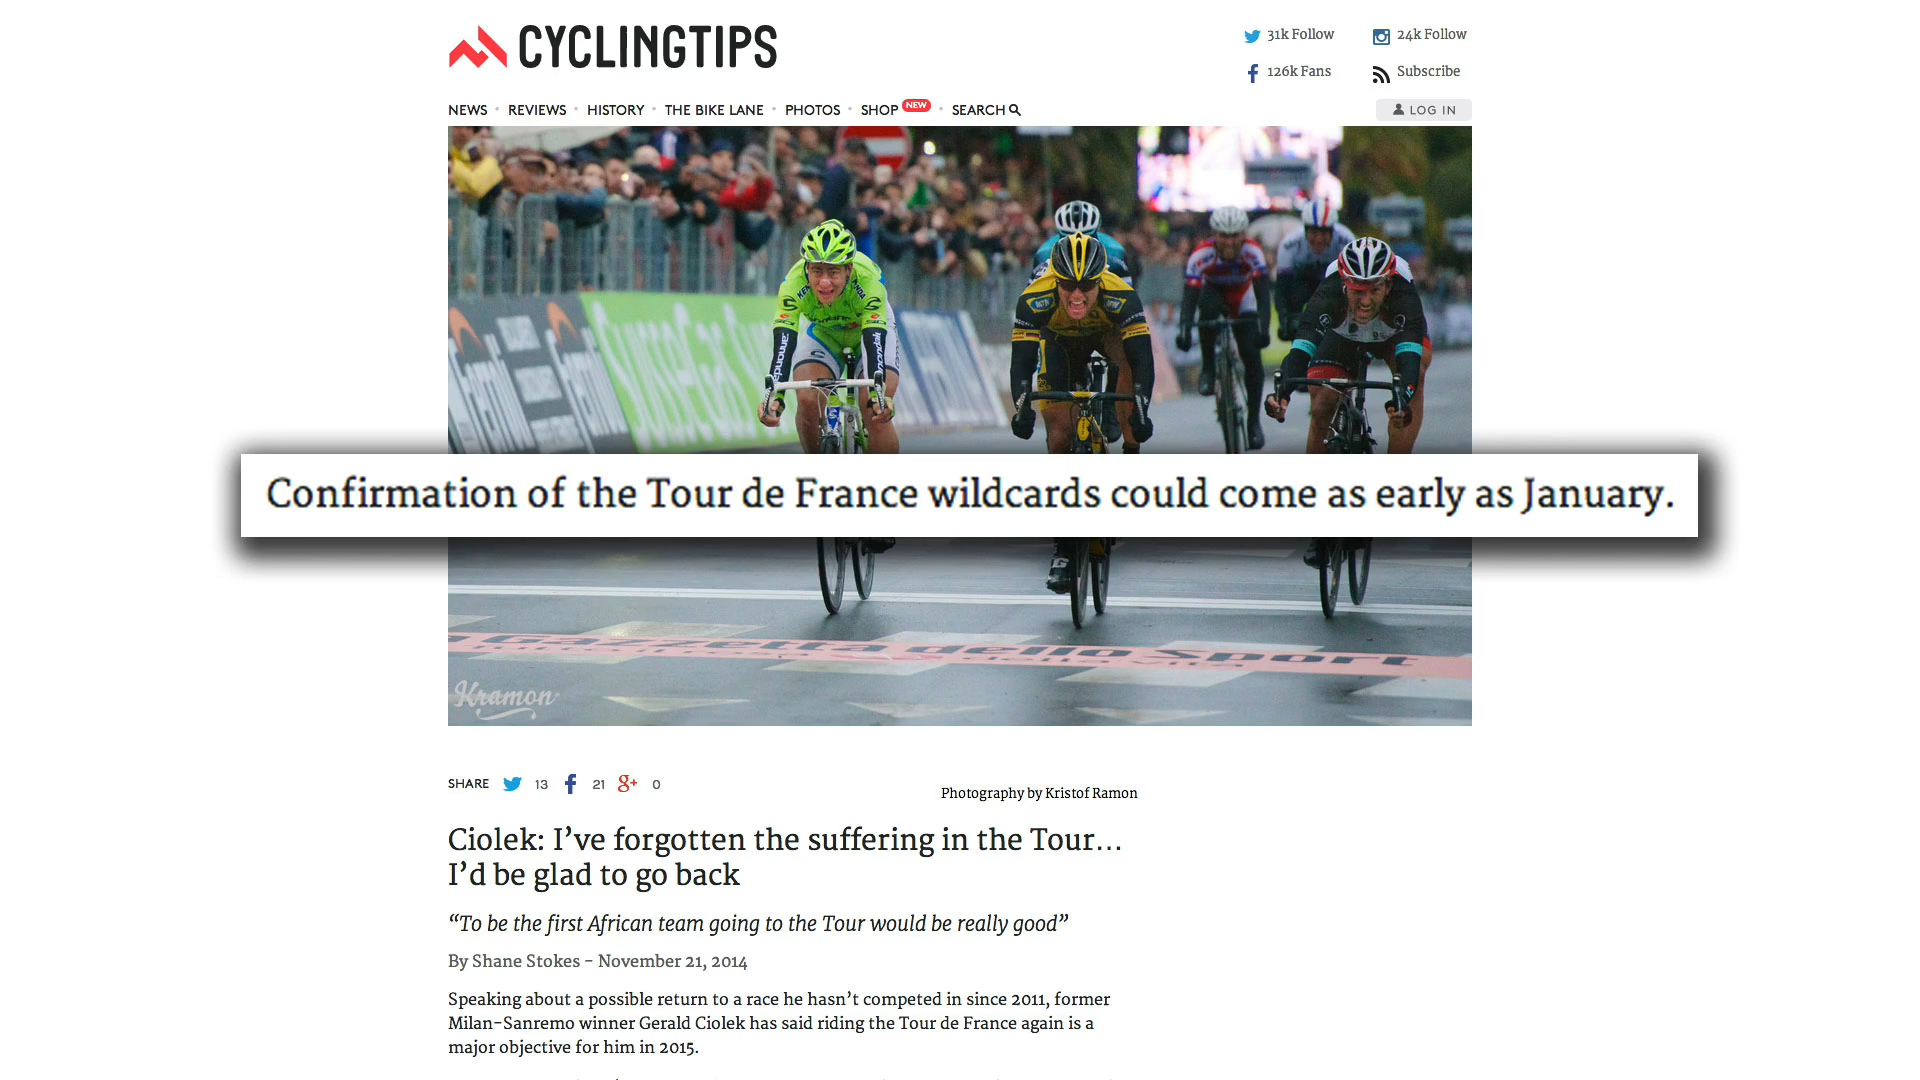 CYCLINGTIPS
31k Follow
24k Follow
126k Fans
Subscribe
NEWS • REVIEWS • HISTORY • THE BIKE LANE • PHOTOS • SHOP NEW • SEARCH
LOG IN
Confirmation of the Tour de France wildcards could come as early as January.
La Gazzetta dello Sport
Kramon
SHARE 13 21 0
Photography by Kristof Ramon
Ciolek: I’ve forgotten the suffering in the Tour…
I’d be glad to go back
“To be the first African team going to the Tour would be really good”
By Shane Stokes – November 21, 2014
Speaking about a possible return to a race he hasn’t competed in since 2011, former
Milan-Sanremo winner Gerald Ciolek has said riding the Tour de France again is a
major objective for him in 2015.